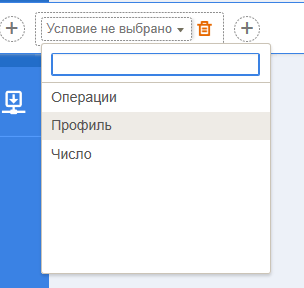 Условие не выбрано
Операции
Профиль
Число